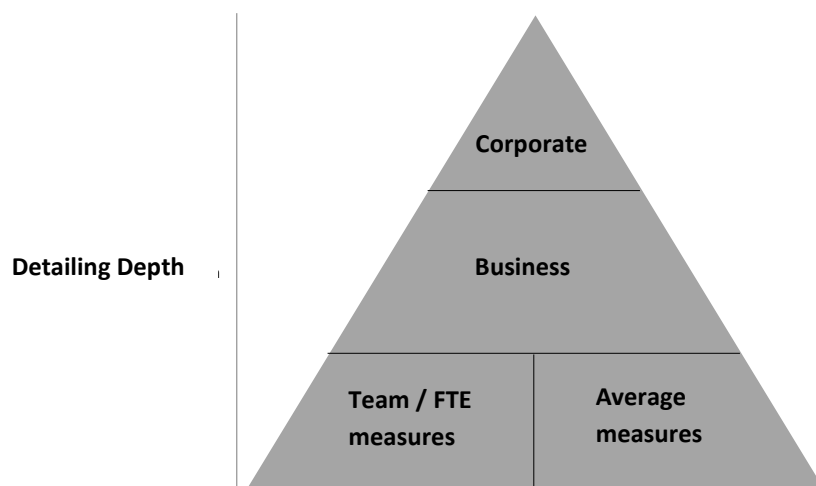 Corporate
Detailing Depth
Business
Team / FTE
measures
Average
measures